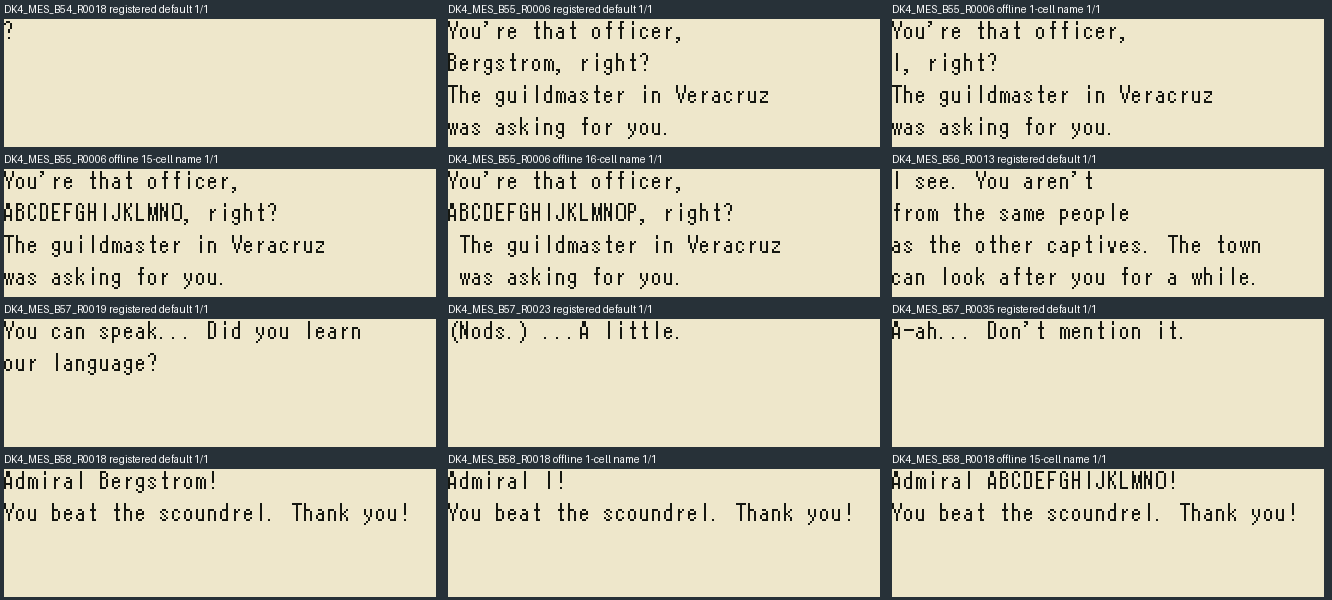 DK4_MES_B54_R0018 registered default 1/1
?
DK4_MES_B55_R0006 registered default 1/1
You're that officer,
Bergstrom, right?
The guildmaster in Veracruz
was asking for you.
DK4_MES_B55_R0006 offline 1-cell name 1/1
You're that officer,
I, right?
The guildmaster in Veracruz
was asking for you.
DK4_MES_B55_R0006 offline 15-cell name 1/1
You're that officer,
ABCDEFGHIJKLMNO, right?
The guildmaster in Veracruz
was asking for you.
DK4_MES_B55_R0006 offline 16-cell name 1/1
You're that officer,
ABCDEFGHIJKLMNOP, right?
The guildmaster in Veracruz
was asking for you.
DK4_MES_B56_R0013 registered default 1/1
I see. You aren't
from the same people
as the other captives. The town
can look after you for a while.
DK4_MES_B57_R0019 registered default 1/1
You can speak... Did you learn
our language?
DK4_MES_B57_R0023 registered default 1/1
(Nods.) ...A little.
DK4_MES_B57_R0035 registered default 1/1
A-ah... Don't mention it.
DK4_MES_B58_R0018 registered default 1/1
Admiral Bergstrom!
You beat the scoundrel. Thank you!
DK4_MES_B58_R0018 offline 1-cell name 1/1
Admiral I!
You beat the scoundrel. Thank you!
DK4_MES_B58_R0018 offline 15-cell name 1/1
Admiral ABCDEFGHIJKLMNO!
You beat the scoundrel. Thank you!